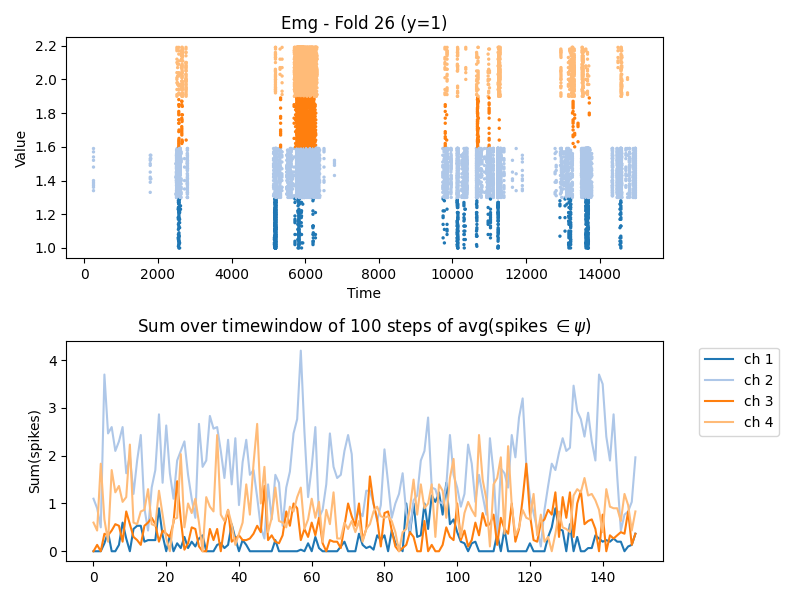 Emg - Fold 26 (y=1)
Value
2.2
2.0
1.8
1.6
1.4
1.2
1.0
0 2000 4000 6000 8000 10000 12000 14000
Time
Sum over timewindow of 100 steps of avg(spikes ∈ ψ)
Sum(spikes)
4
3
2
1
0
0 20 40 60 80 100 120 140
ch 1
ch 2
ch 3
ch 4